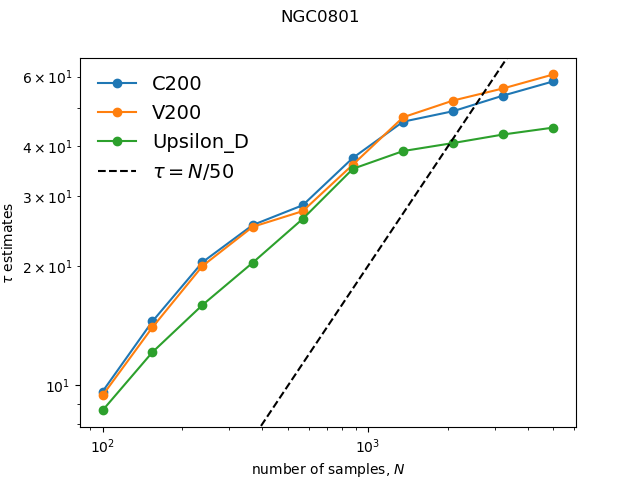 NGC0801
C200
V200
Upsilon_D
τ = N/50
6 × 10¹
4 × 10¹
3 × 10¹
2 × 10¹
10¹
τ estimates
10² 10³
number of samples, N